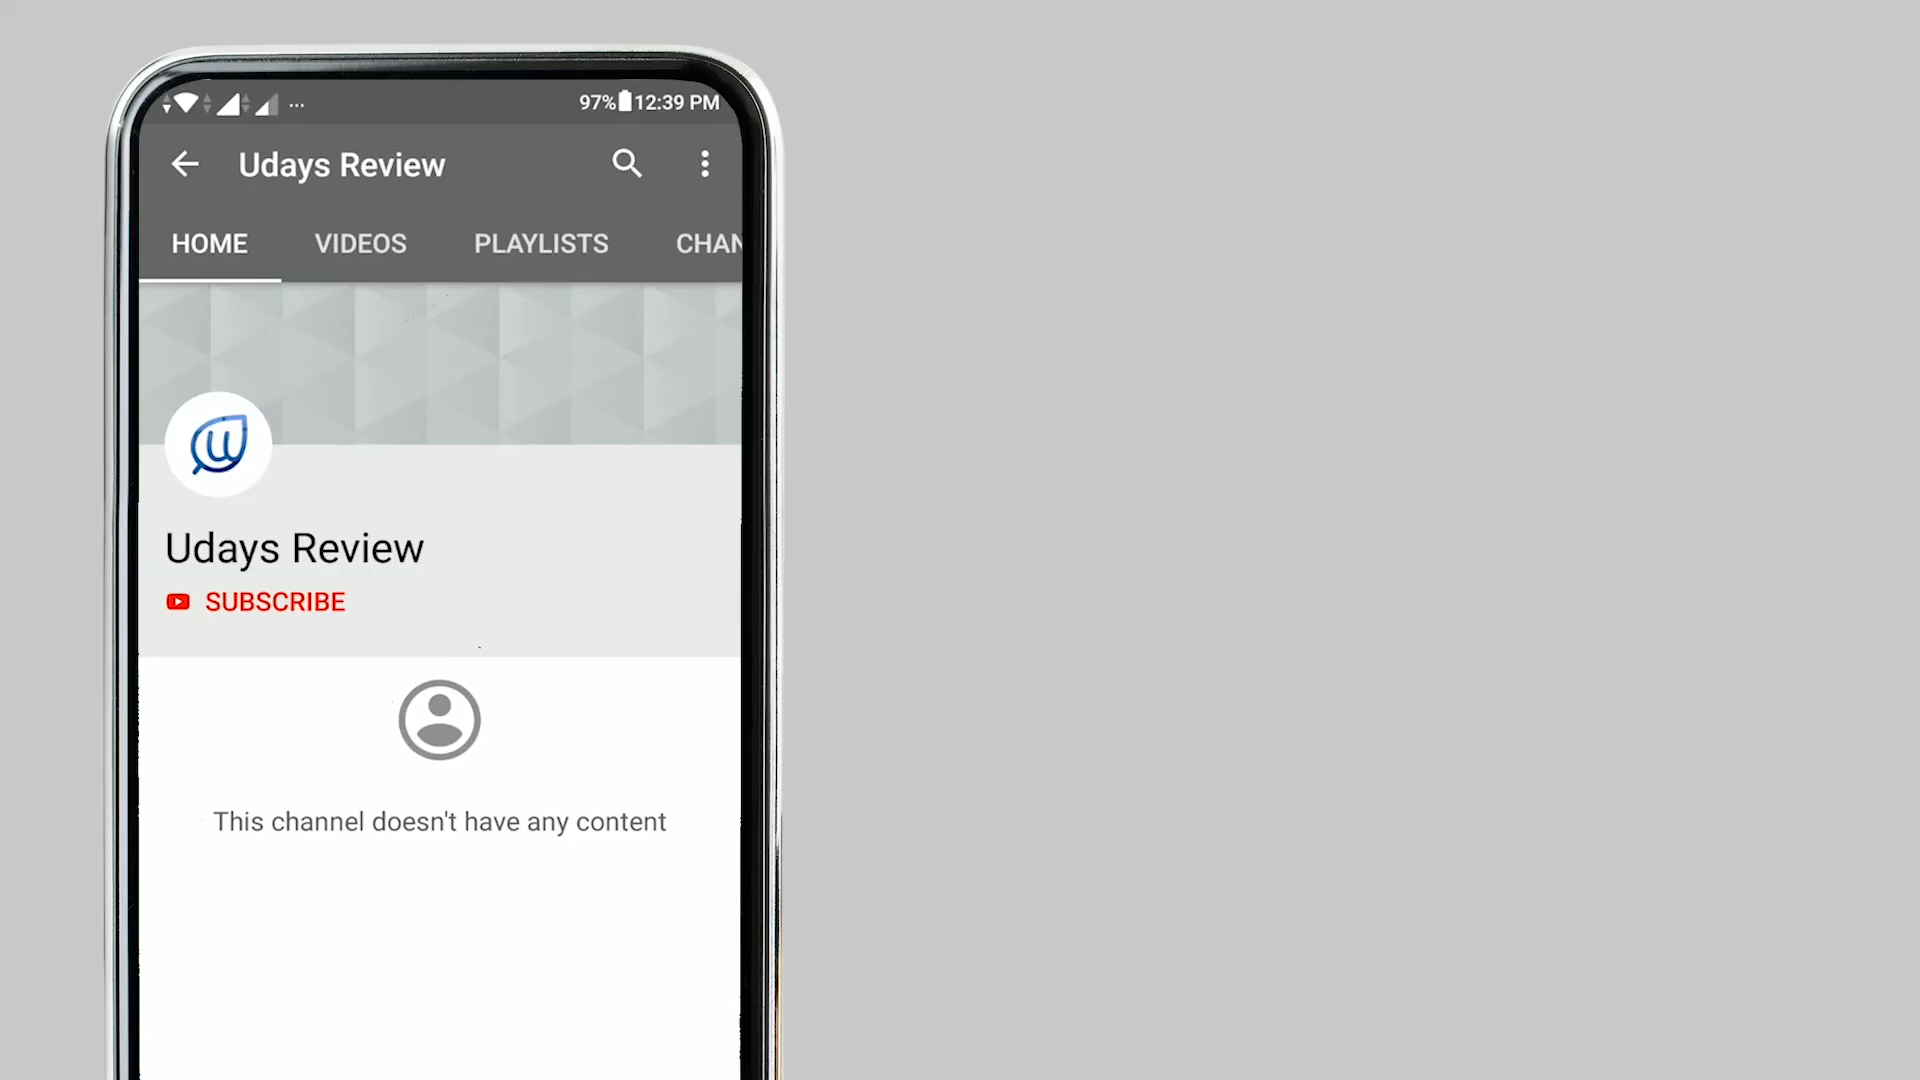 97% 12:39 PM
Udays Review
HOME VIDEOS PLAYLISTS CHAN
Udays Review
SUBSCRIBE
This channel doesn't have any content